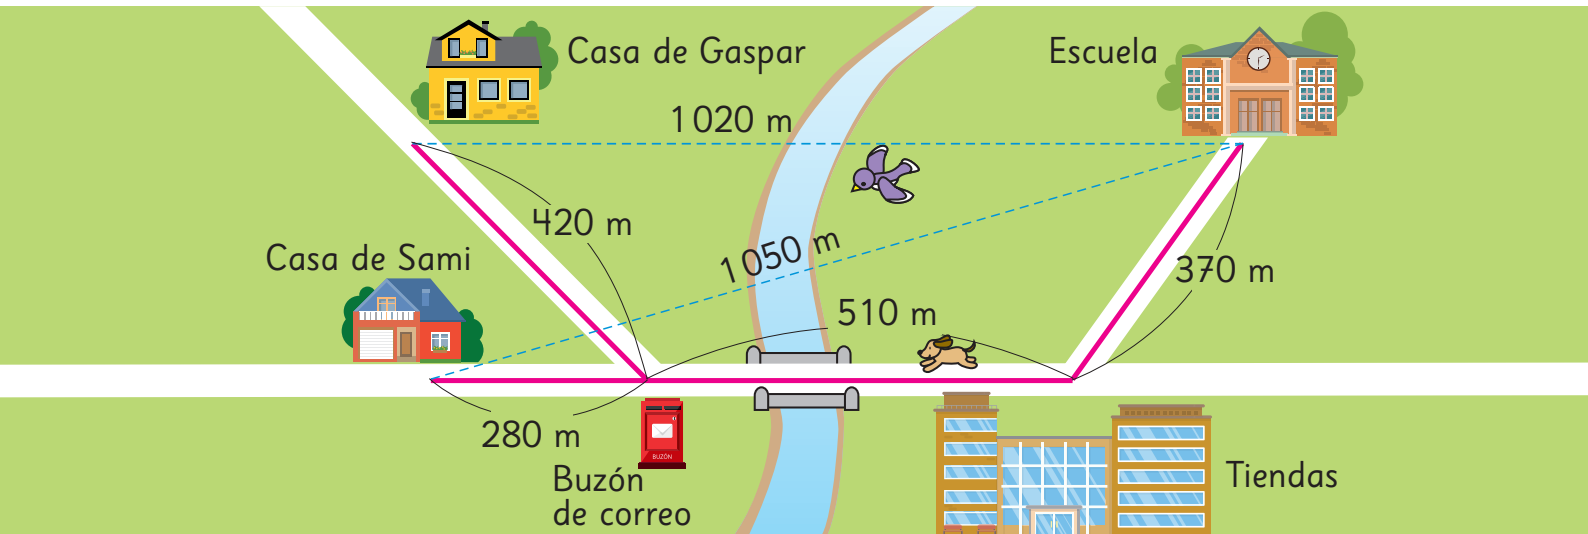 Casa de Gaspar
Escuela
1 020 m
420 m
Casa de Sami
1 050 m
370 m
510 m
280 m
BUZÓN
Buzón
de correo
Tiendas